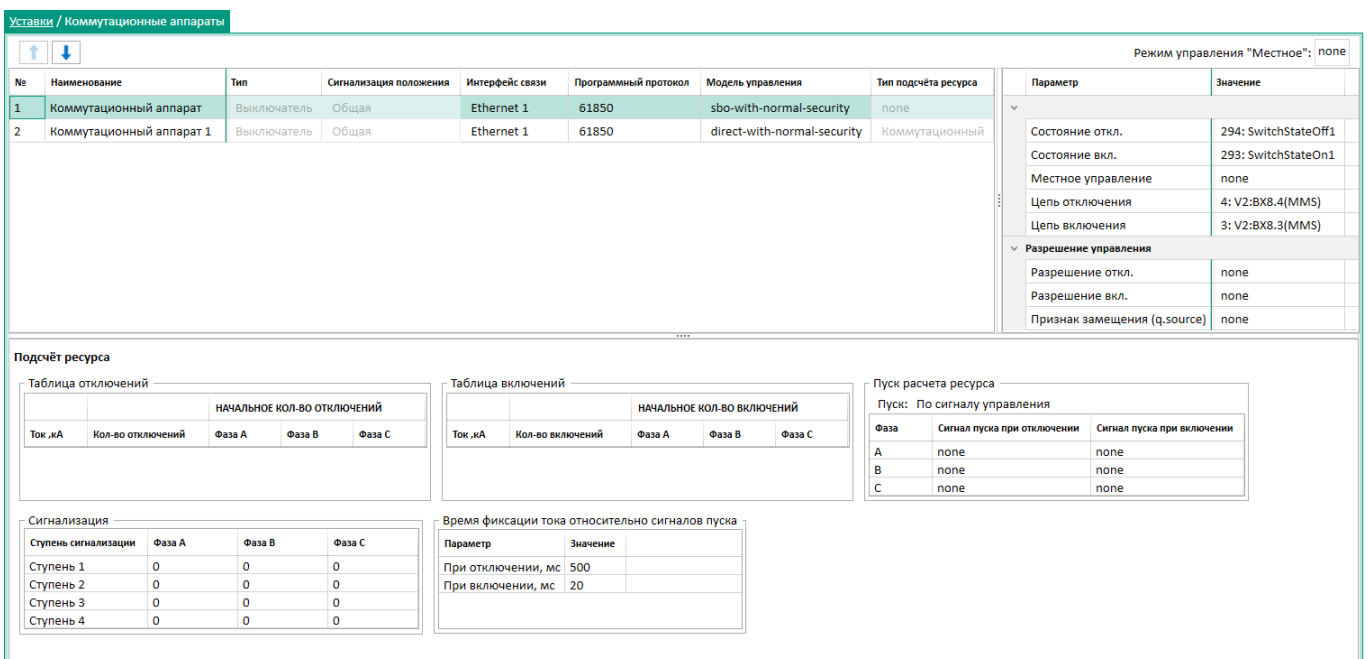 Уставки / Коммутационные аппараты
Режим управления "Местное": none
№ Наименование Тип Сигнализация положения Интерфейс связи Программный протокол Модель управления Тип подсчёта ресурса
1 Коммутационный аппарат Выключатель Общая Ethernet 1 61850 sbo-with-normal-security none
2 Коммутационный аппарат 1 Выключатель Общая Ethernet 1 61850 direct-with-normal-security Коммутационный
Параметр Значение
Состояние откл. 294: SwitchStateOff1
Состояние вкл. 293: SwitchStateOn1
Местное управление none
Цепь отключения 4: V2:BX8.4(MMS)
Цепь включения 3: V2:BX8.3(MMS)
Разрешение управления
Разрешение откл. none
Разрешение вкл. none
Признак замещения (q.source) none
Подсчёт ресурса
Таблица отключений
НАЧАЛЬНОЕ КОЛ-ВО ОТКЛЮЧЕНИЙ
Ток ,кА Кол-во отключений Фаза A Фаза B Фаза C
Таблица включений
НАЧАЛЬНОЕ КОЛ-ВО ВКЛЮЧЕНИЙ
Ток ,кА Кол-во включений Фаза A Фаза B Фаза C
Пуск расчета ресурса
Пуск: По сигналу управления
Фаза Сигнал пуска при отключении Сигнал пуска при включении
A none none
B none none
C none none
Сигнализация
Ступень сигнализации Фаза A Фаза B Фаза C
Ступень 1 0 0 0
Ступень 2 0 0 0
Ступень 3 0 0 0
Ступень 4 0 0 0
Время фиксации тока относительно сигналов пуска
Параметр Значение
При отключении, мс 500
При включении, мс 20